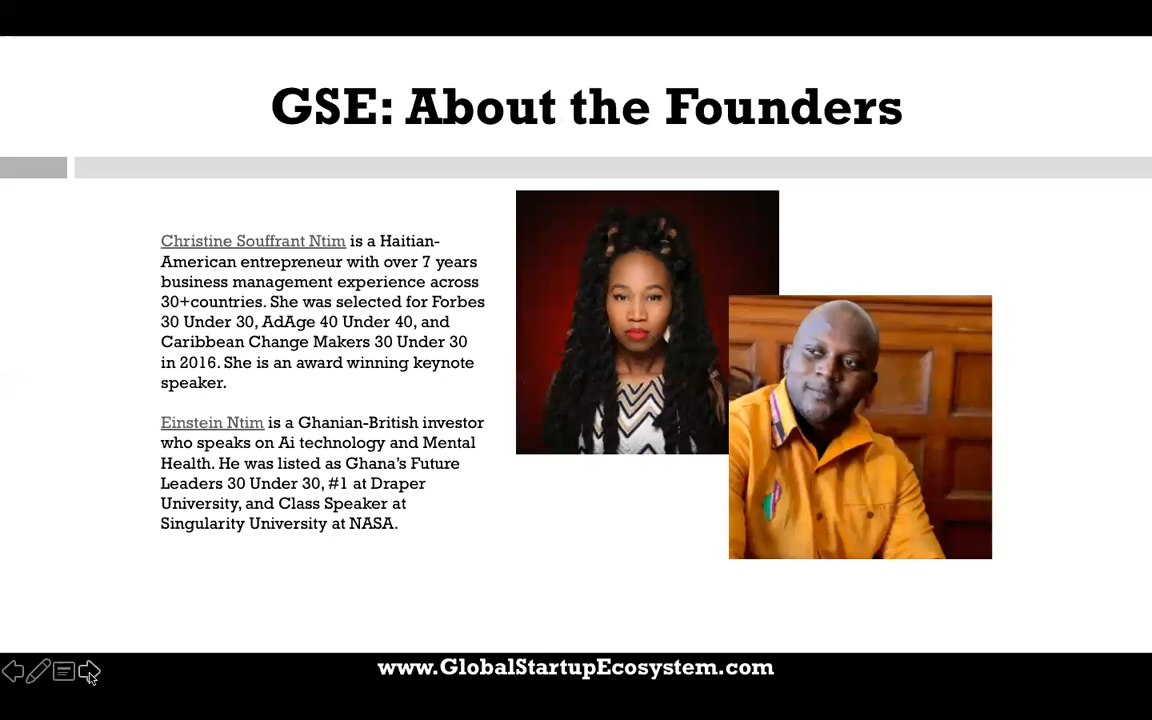 GSE: About the Founders
Christine Souffrant Ntim is a Haitian-
American entrepreneur with over 7 years
business management experience across
30+countries. She was selected for Forbes
30 Under 30, AdAge 40 Under 40, and
Caribbean Change Makers 30 Under 30
in 2016. She is an award winning keynote
speaker.
Einstein Ntim is a Ghanian-British investor
who speaks on Ai technology and Mental
Health. He was listed as Ghana's Future
Leaders 30 Under 30, #1 at Draper
University, and Class Speaker at
Singularity University at NASA.
www.GlobalStartupEcosystem.com